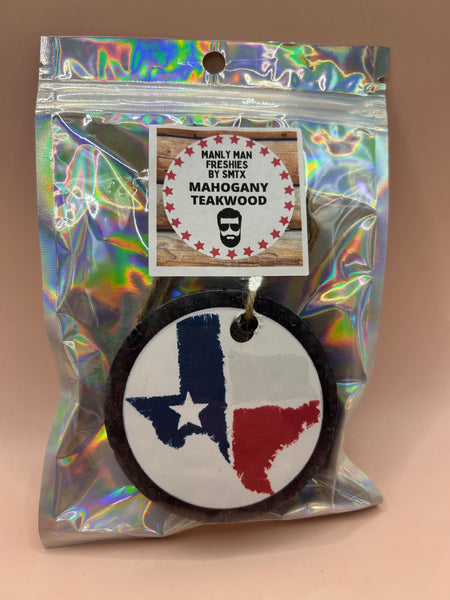 MANLY MAN
FRESHIES
BY SMTX
MAHOGANY
TEAKWOOD